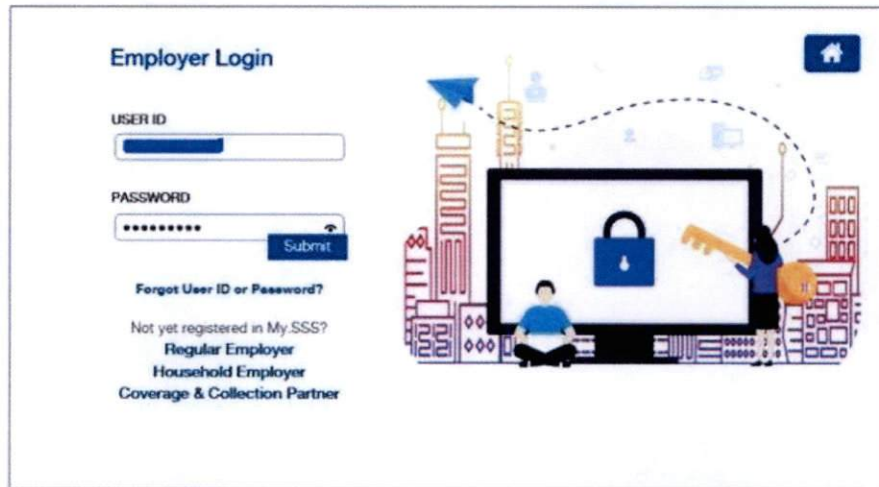 Employer Login
USER ID
PASSWORD
Submit
Forgot User ID or Password?
Not yet registered in My.SSS?
Regular Employer
Household Employer
Coverage & Collection Partner